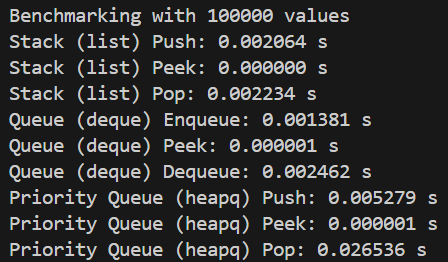 Benchmarking with 100000 values
Stack (list) Push: 0.002064 s
Stack (list) Peek: 0.000000 s
Stack (list) Pop: 0.002234 s
Queue (deque) Enqueue: 0.001381 s
Queue (deque) Peek: 0.000001 s
Queue (deque) Dequeue: 0.002462 s
Priority Queue (heapq) Push: 0.005279 s
Priority Queue (heapq) Peek: 0.000001 s
Priority Queue (heapq) Pop: 0.026536 s